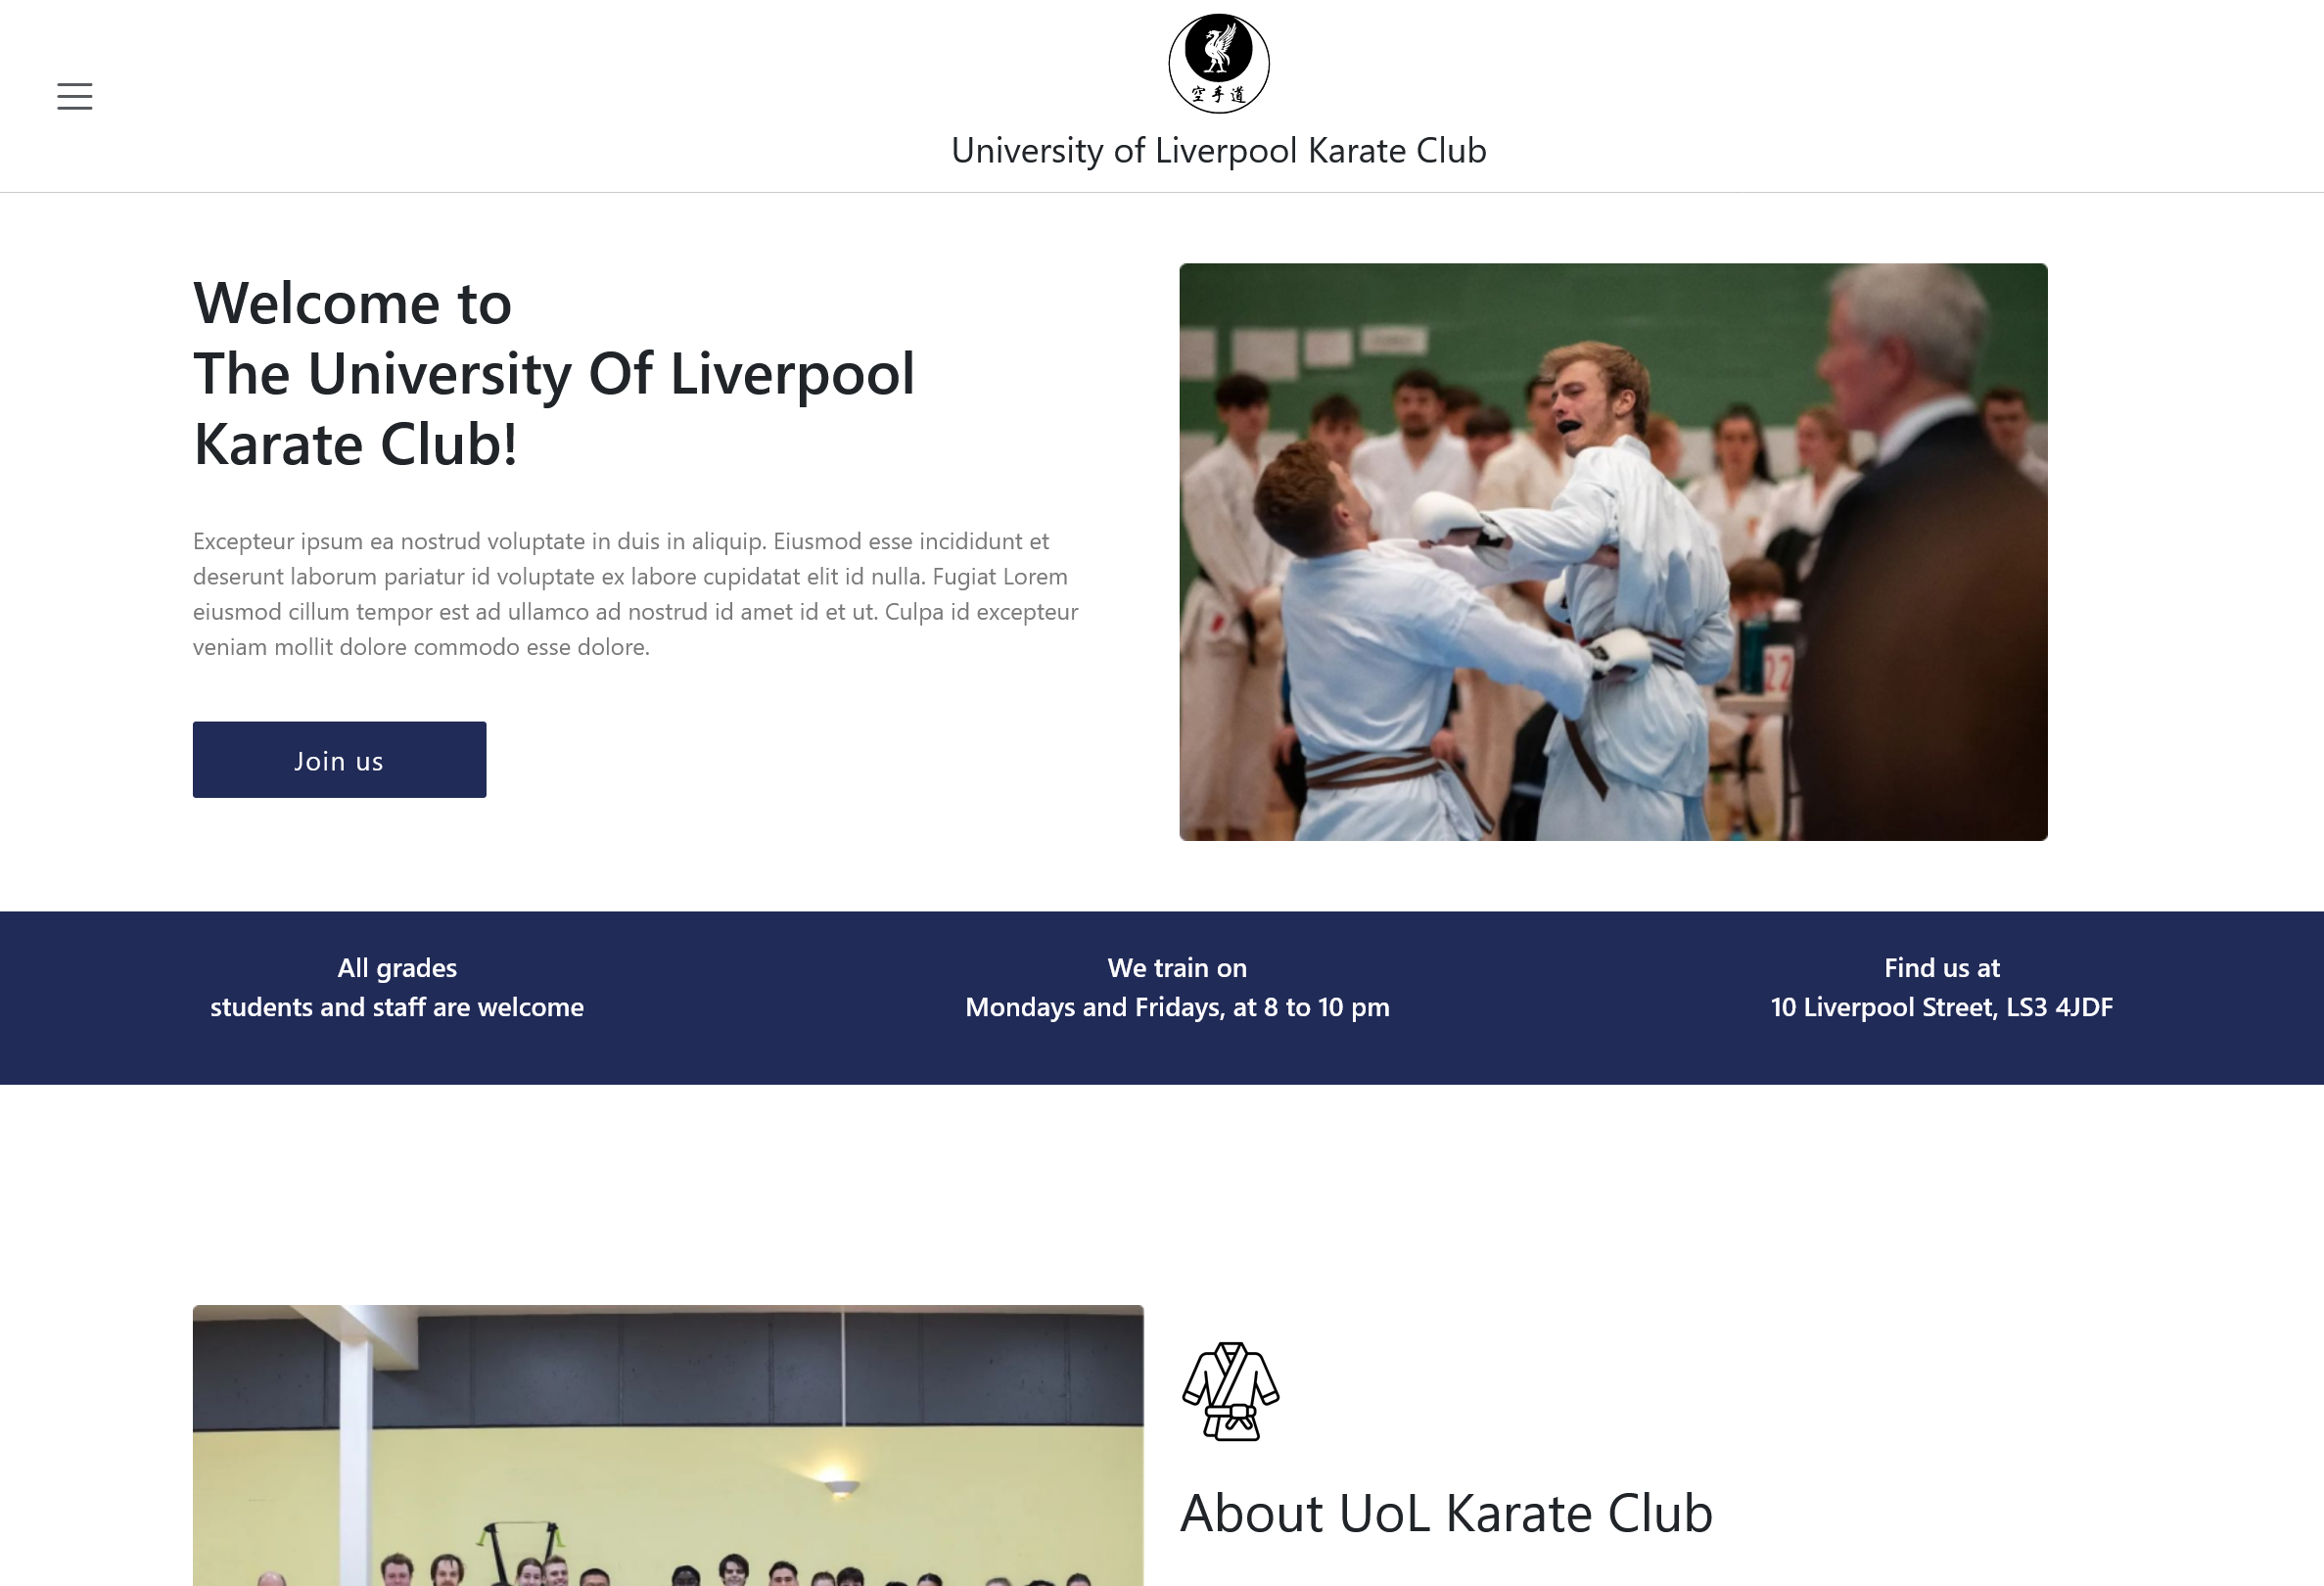 空手道
University of Liverpool Karate Club
Welcome to
The University Of Liverpool
Karate Club!
Excepteur ipsum ea nostrud voluptate in duis in aliquip. Eiusmod esse incididunt et
deserunt laborum pariatur id voluptate ex labore cupidatat elit id nulla. Fugiat Lorem
eiusmod cillum tempor est ad ullamco ad nostrud id amet id et ut. Culpa id excepteur
veniam mollit dolore commodo esse dolore.
Join us
22
All grades
students and staff are welcome
We train on
Mondays and Fridays, at 8 to 10 pm
Find us at
10 Liverpool Street, LS3 4JDF
About UoL Karate Club